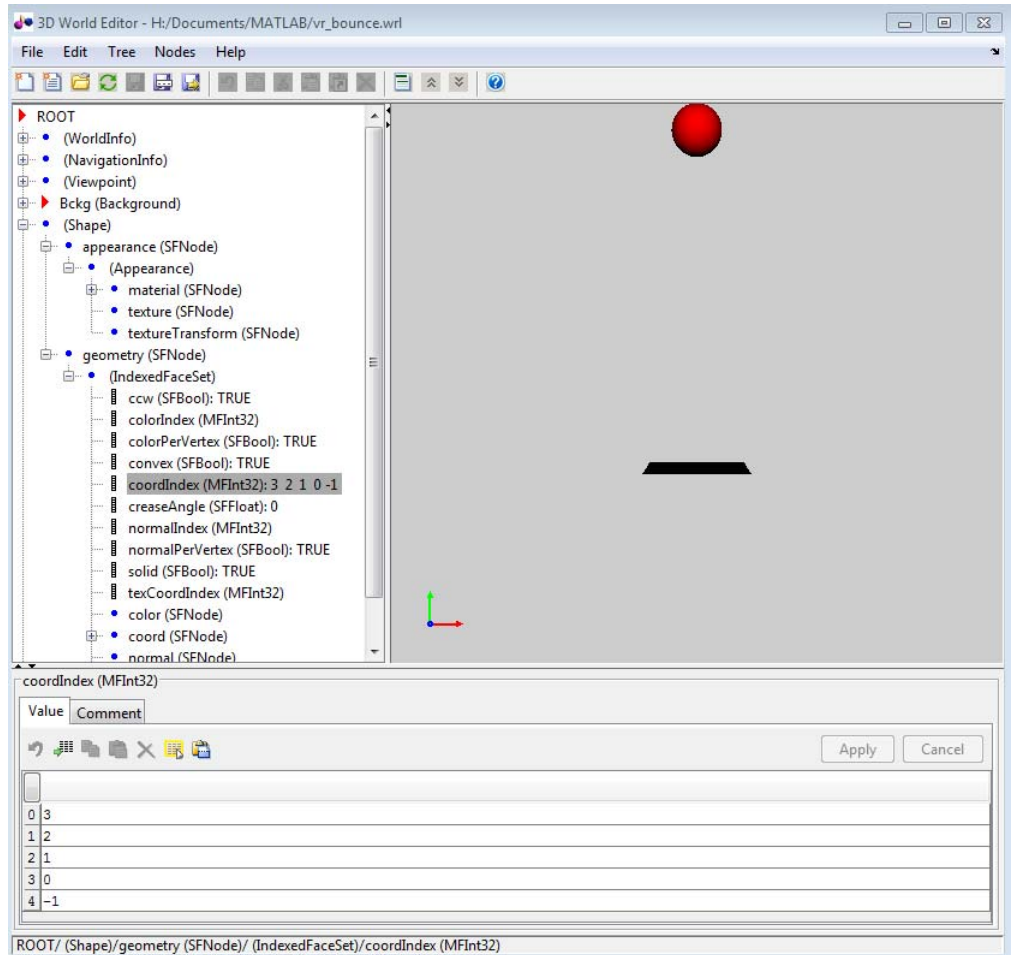 3D World Editor - H:/Documents/MATLAB/vr_bounce.wrl
File Edit Tree Nodes Help
ROOT
(WorldInfo)
(NavigationInfo)
(Viewpoint)
Bckg (Background)
(Shape)
appearance (SFNode)
(Appearance)
material (SFNode)
texture (SFNode)
textureTransform (SFNode)
geometry (SFNode)
(IndexedFaceSet)
ccw (SFBool): TRUE
colorIndex (MFInt32)
colorPerVertex (SFBool): TRUE
convex (SFBool): TRUE
coordIndex (MFInt32): 3 2 1 0 -1
creaseAngle (SFFloat): 0
normalIndex (MFInt32)
normalPerVertex (SFBool): TRUE
solid (SFBool): TRUE
texCoordIndex (MFInt32)
color (SFNode)
coord (SFNode)
normal (SFNode)
coordIndex (MFInt32)
Value Comment
Apply Cancel
0 3
1 2
2 1
3 0
4 -1
ROOT/ (Shape)/geometry (SFNode)/ (IndexedFaceSet)/coordIndex (MFInt32)